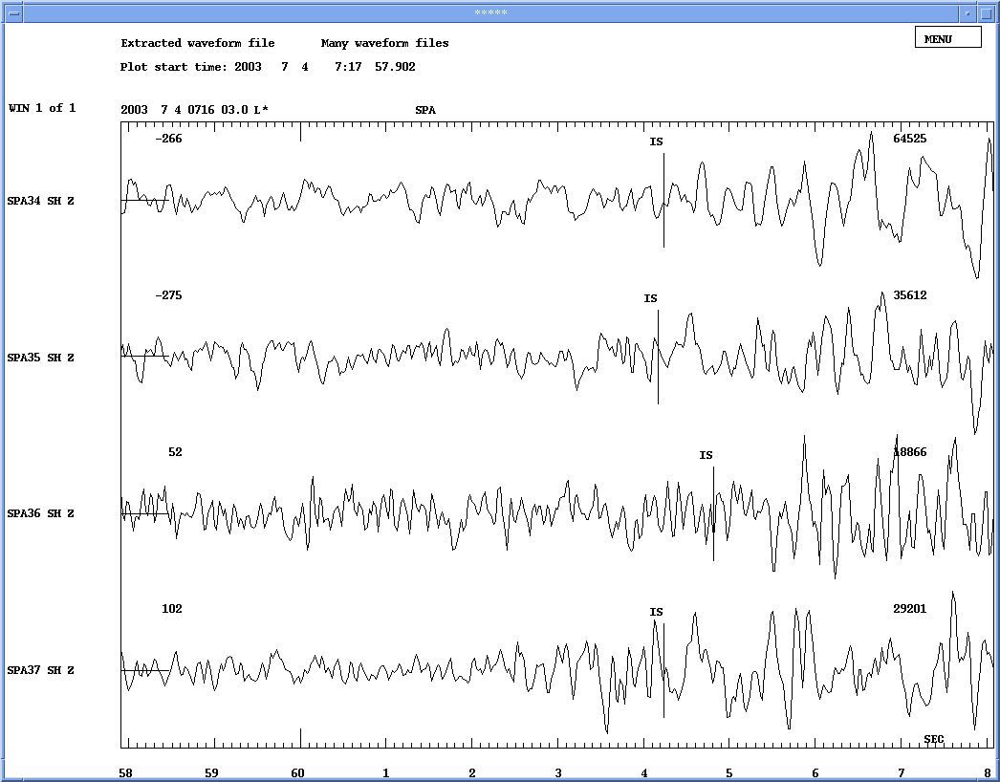 *****
Extracted waveform file Many waveform files
MENU
Plot start time: 2003 7 4 7:17 57.902
WIN 1 of 1
2003 7 4 0716 03.0 L* SPA
-266 IS 64525
SPA34 SH Z
-275 IS 35612
SPA35 SH Z
52 IS 18866
SPA36 SH Z
102 IS 29201
SPA37 SH Z
SEC
58 59 60 1 2 3 4 5 6 7 8